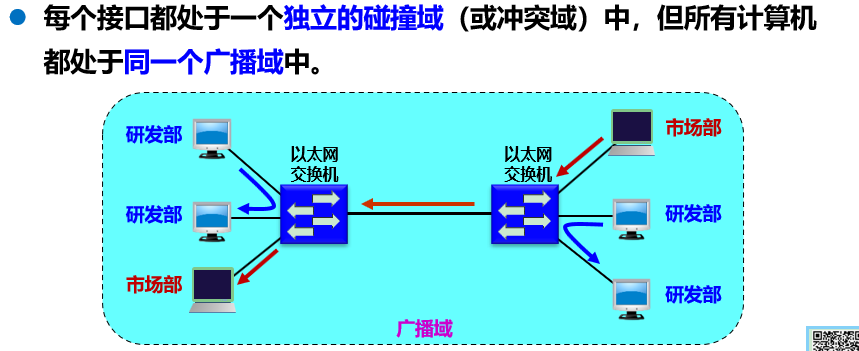 每个接口都处于一个独立的碰撞域（或冲突域）中，但所有计算机
都处于同一个广播域中。
研发部
以太网
交换机
以太网
交换机
市场部
研发部
研发部
市场部
研发部
广播域